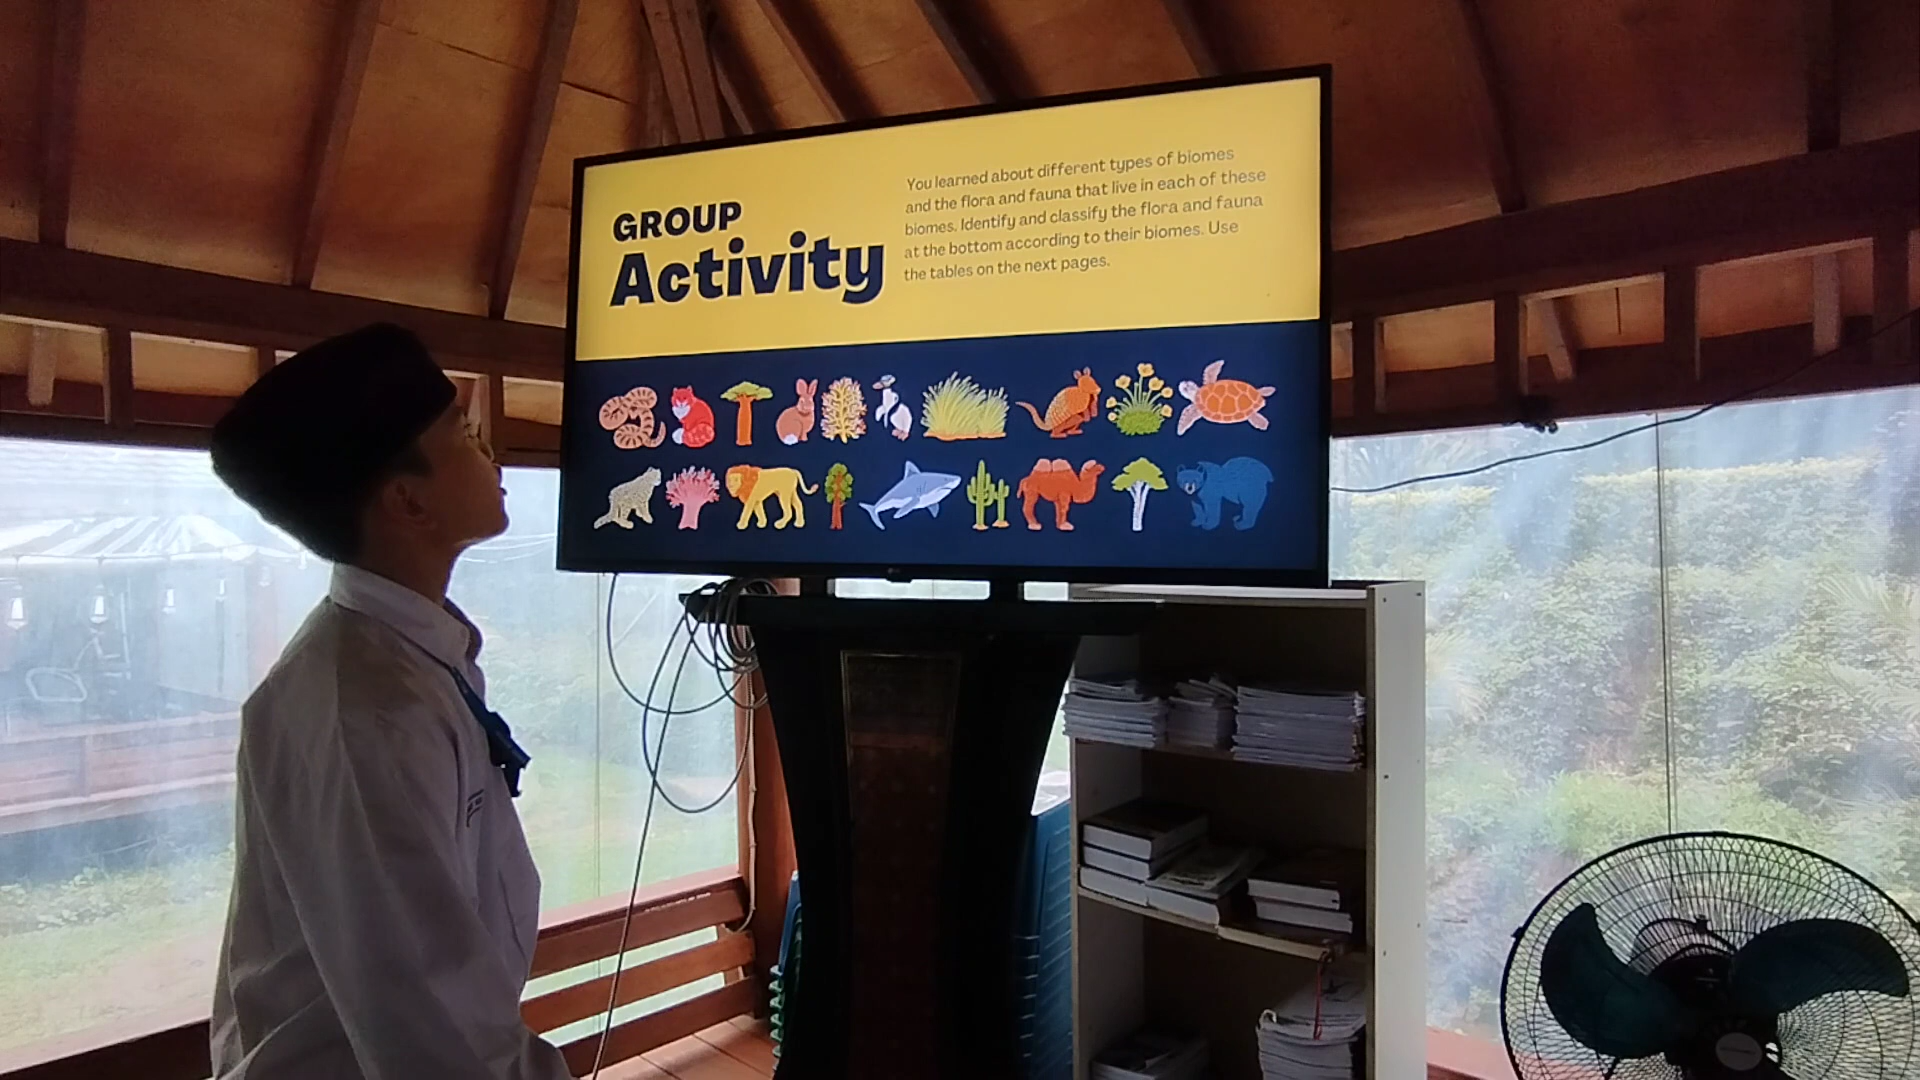 GROUP
Activity
You learned about different types of biomes
and the flora and fauna that live in each of these
biomes. Identify and classify the flora and fauna
at the bottom according to their biomes. Use
the tables on the next pages.
LG